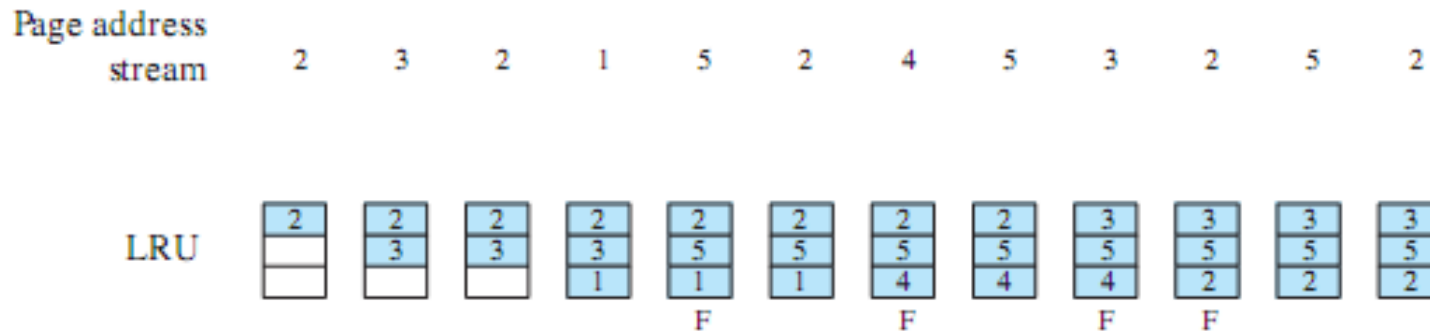 Page address
stream 2 3 2 1 5 2 4 5 3 2 5 2
LRU
2 2 2 2 2 2 2 2 3 3 3 3
3 3 3 5 5 5 5 5 5 5 5
1 1 1 4 4 4 2 2 2
F F F F